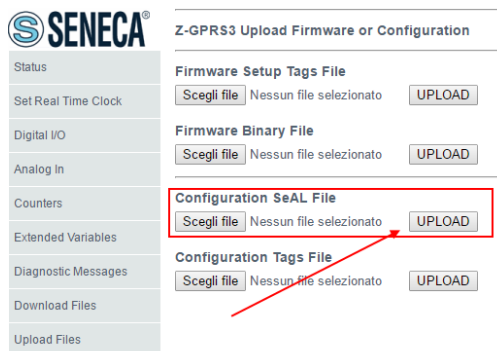 SENECA®
Status
Set Real Time Clock
Digital I/O
Analog In
Counters
Extended Variables
Diagnostic Messages
Download Files
Upload Files
Z-GPRS3 Upload Firmware or Configuration
Firmware Setup Tags File
Scegli file Nessun file selezionato UPLOAD
Firmware Binary File
Scegli file Nessun file selezionato UPLOAD
Configuration SeAL File
Scegli file Nessun file selezionato UPLOAD
Configuration Tags File
Scegli file Nessun file selezionato UPLOAD